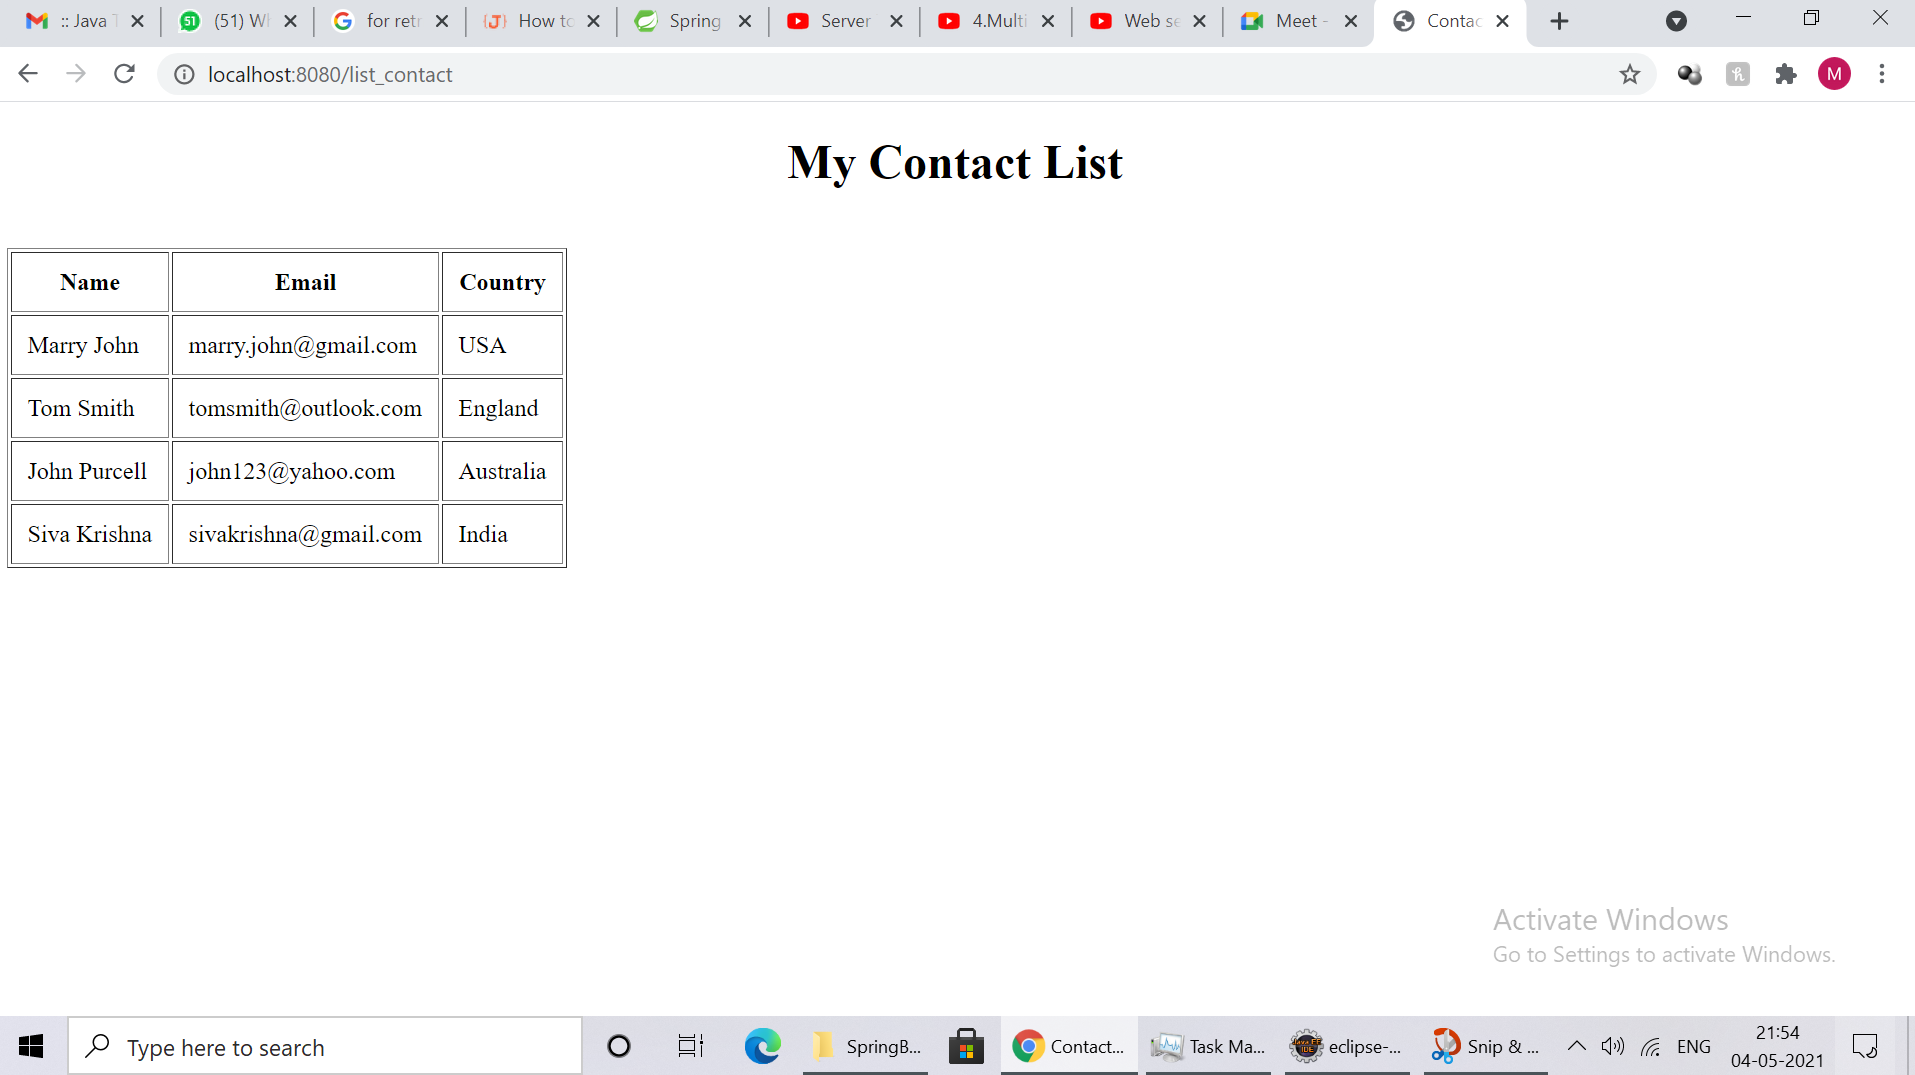 :: Java T (51) Wh for retr How to Spring Server 4.Multi Web se Meet - Contac
localhost:8080/list_contact
M
My Contact List
Name Email Country
Marry John marry.john@gmail.com USA
Tom Smith tomsmith@outlook.com England
John Purcell john123@yahoo.com Australia
Siva Krishna sivakrishna@gmail.com India
Activate Windows
Go to Settings to activate Windows.
Type here to search SpringB... Contact... Task Ma... eclipse-... Snip & ... ENG 21:54
04-05-2021